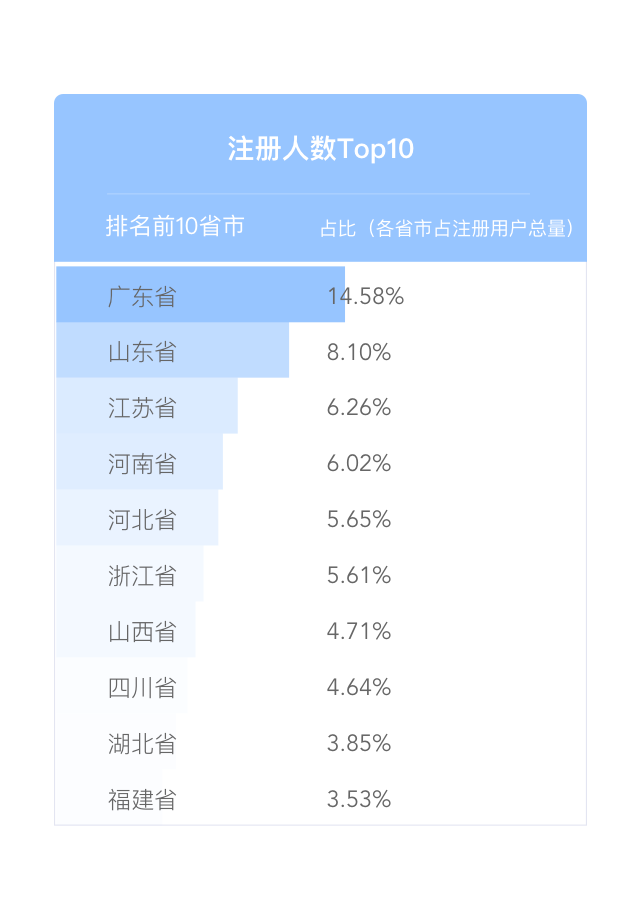 注册人数Top10
排名前10省市 占比（各省市占注册用户总量）
广东省 14.58%
山东省 8.10%
江苏省 6.26%
河南省 6.02%
河北省 5.65%
浙江省 5.61%
山西省 4.71%
四川省 4.64%
湖北省 3.85%
福建省 3.53%